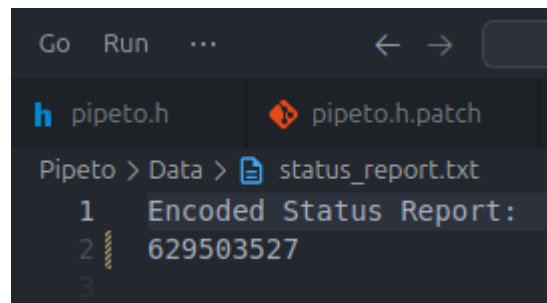 Go Run ... ← →
h pipeto.h pipeto.h.patch
Pipeto > Data > status_report.txt
1 Encoded Status Report:
2 629503527
3